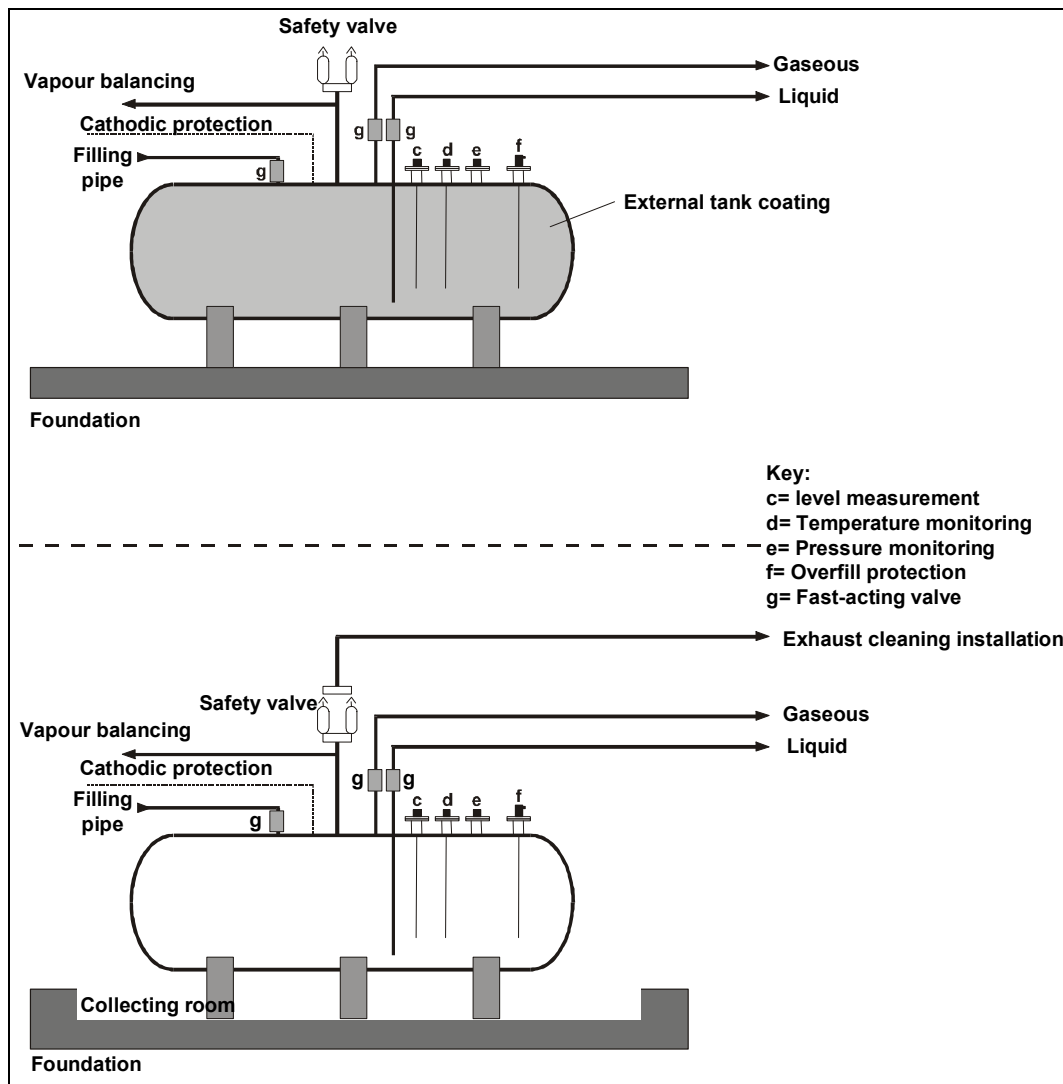 Safety valve
Gaseous
Vapour balancing
Liquid
Cathodic protection
g g
Filling
pipe
c d e f
g
External tank coating
Foundation
Key:
c= level measurement
d= Temperature monitoring
e= Pressure monitoring
f= Overfill protection
g= Fast-acting valve
Exhaust cleaning installation
Safety valve
Gaseous
Vapour balancing
Liquid
Cathodic protection
g g
Filling
pipe
c d e f
g
Collecting room
Foundation